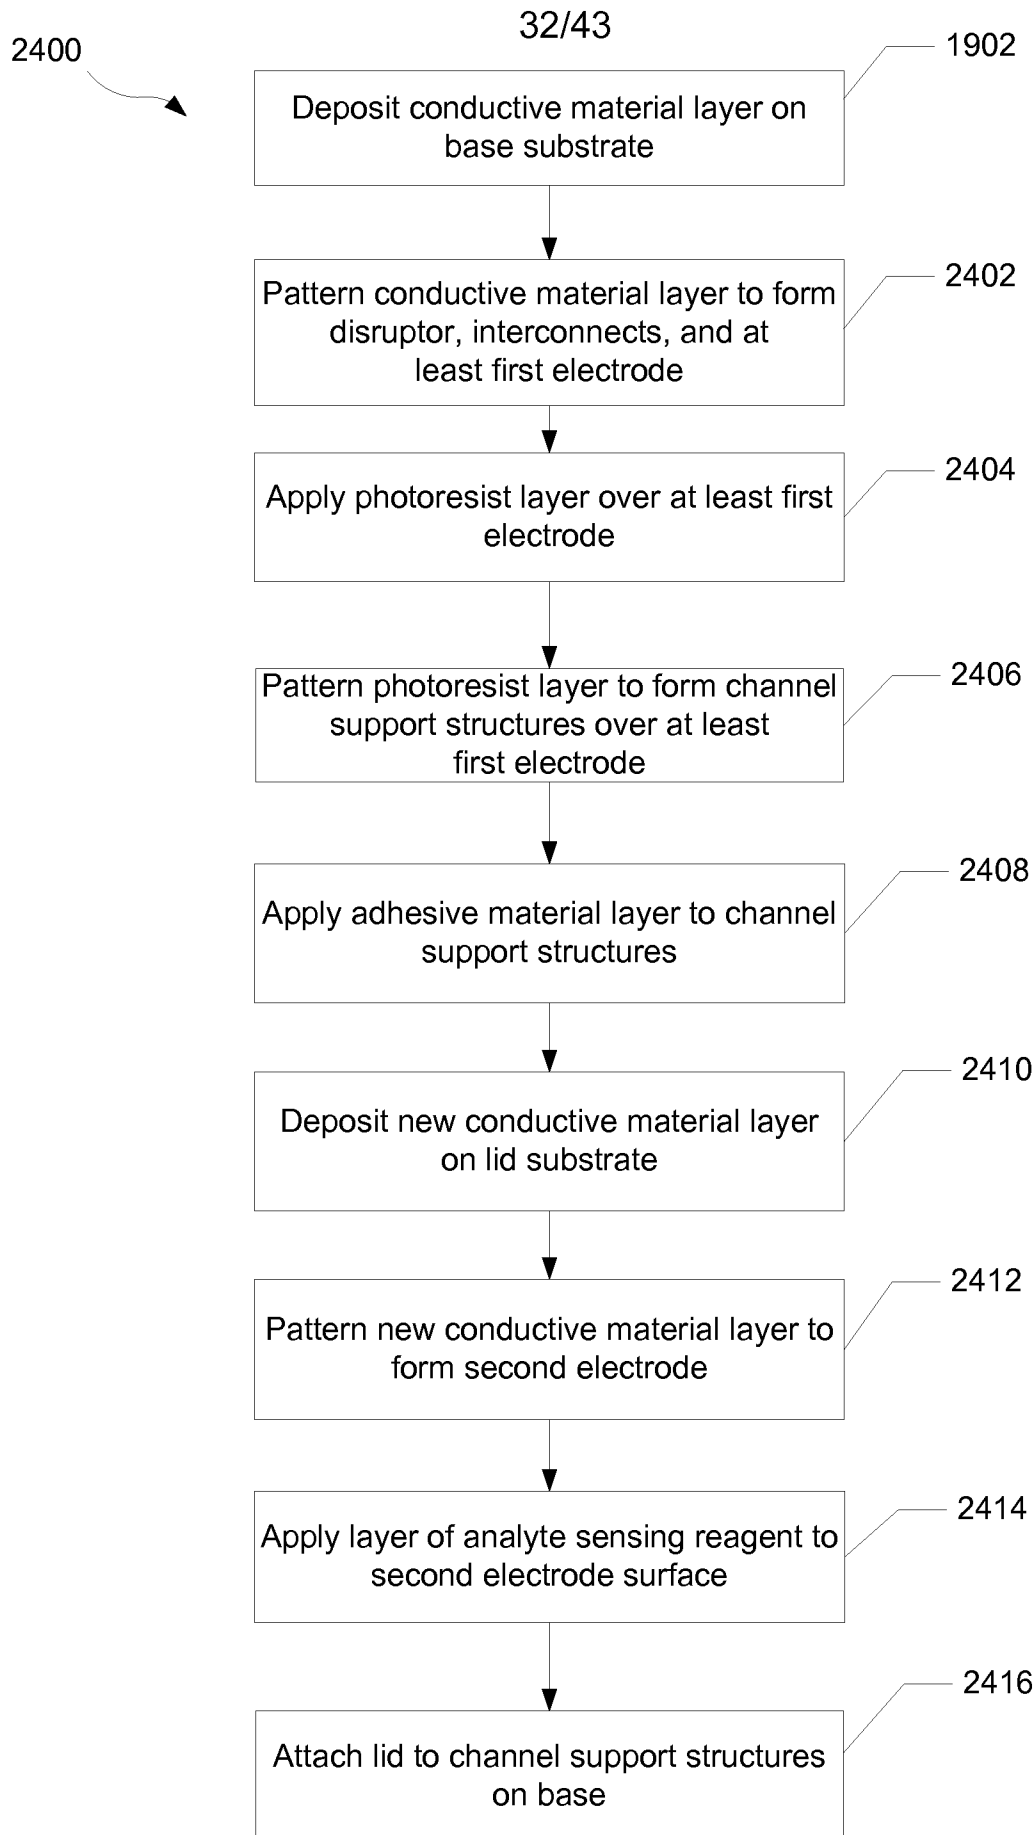 32/43
2400
1902
Deposit conductive material layer on
base substrate
2402
Pattern conductive material layer to form
disruptor, interconnects, and at
least first electrode
2404
Apply photoresist layer over at least first
electrode
2406
Pattern photoresist layer to form channel
support structures over at least
first electrode
2408
Apply adhesive material layer to channel
support structures
2410
Deposit new conductive material layer
on lid substrate
2412
Pattern new conductive material layer to
form second electrode
2414
Apply layer of analyte sensing reagent to
second electrode surface
2416
Attach lid to channel support structures
on base